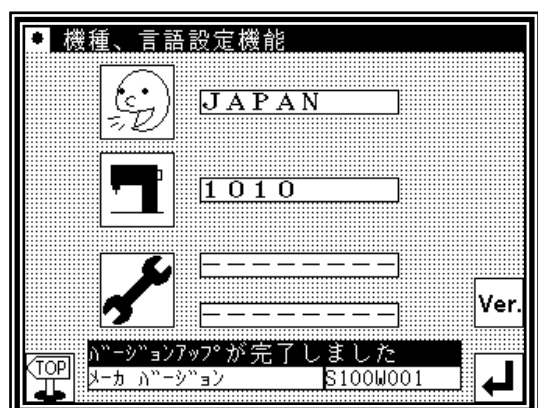 機種、言語設定機能
JAPAN
1010
--------
--------
Ver.
ﾊﾞｰｼﾞｮﾝｱｯﾌﾟが完了しました
ﾒｰｶ ﾊﾞｰｼﾞｮﾝ S100W001
TOP